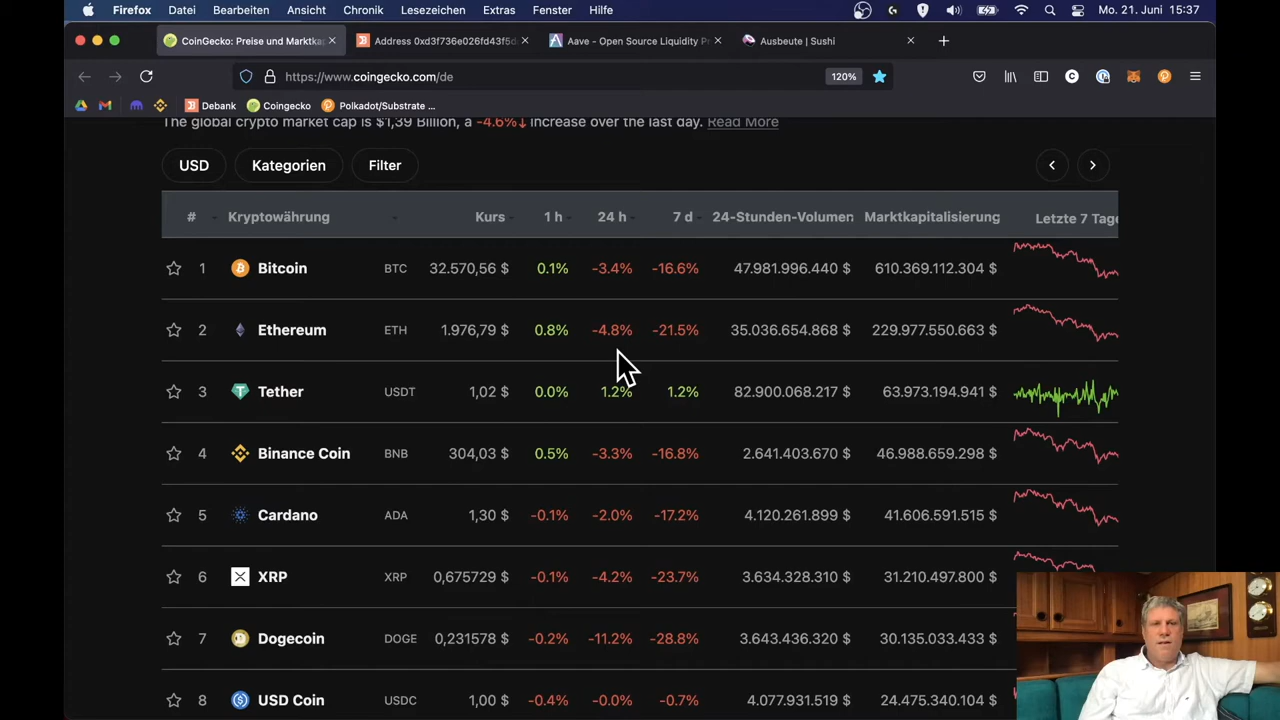 Firefox Datei Bearbeiten Ansicht Chronik Lesezeichen Extras Fenster Hilfe Mo. 21. Juni 15:37
CoinGecko: Preise und Marktka Address 0xd3f736e026fd43f5d Aave - Open Source Liquidity Pr Ausbeute | Sushi
https://www.coingecko.com/de 120%
Debank Coingecko Polkadot/Substrate ...
The global crypto market cap is $1,39 Billion, a -4.6%↓ increase over the last day. Read More
USD Kategorien Filter
# Kryptowährung Kurs 1 h 24 h 7 d 24-Stunden-Volumen Marktkapitalisierung Letzte 7 Tage
1 Bitcoin BTC 32.570,56 $ 0.1% -3.4% -16.6% 47.981.996.440 $ 610.369.112.304 $
2 Ethereum ETH 1.976,79 $ 0.8% -4.8% -21.5% 35.036.654.868 $ 229.977.550.663 $
3 Tether USDT 1,02 $ 0.0% 1.2% 1.2% 82.900.068.217 $ 63.973.194.941 $
4 Binance Coin BNB 304,03 $ 0.5% -3.3% -16.8% 2.641.403.670 $ 46.988.659.298 $
5 Cardano ADA 1,30 $ -0.1% -2.0% -17.2% 4.120.261.899 $ 41.606.591.515 $
6 XRP XRP 0,675729 $ -0.1% -4.2% -23.7% 3.634.328.310 $ 31.210.497.800 $
7 Dogecoin DOGE 0,231578 $ -0.2% -11.2% -28.8% 3.643.436.320 $ 30.135.033.433 $
8 USD Coin USDC 1,00 $ -0.4% -0.0% -0.7% 4.077.931.519 $ 24.475.340.104 $